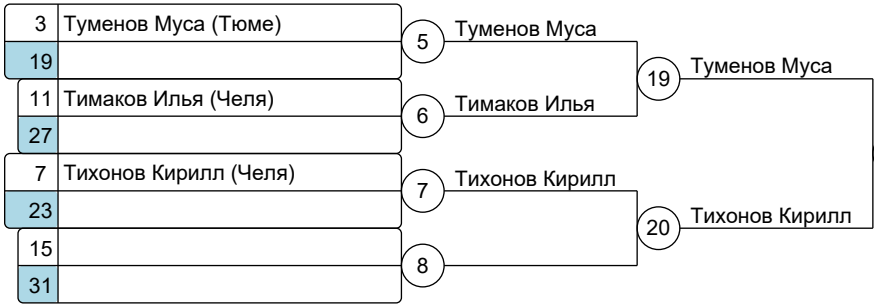 3 Туменов Муса (Тюме)
19
5 Туменов Муса
11 Тимаков Илья (Челя)
27
6 Тимаков Илья
19 Туменов Муса
7 Тихонов Кирилл (Челя)
23
7 Тихонов Кирилл
15
31
8
20 Тихонов Кирилл